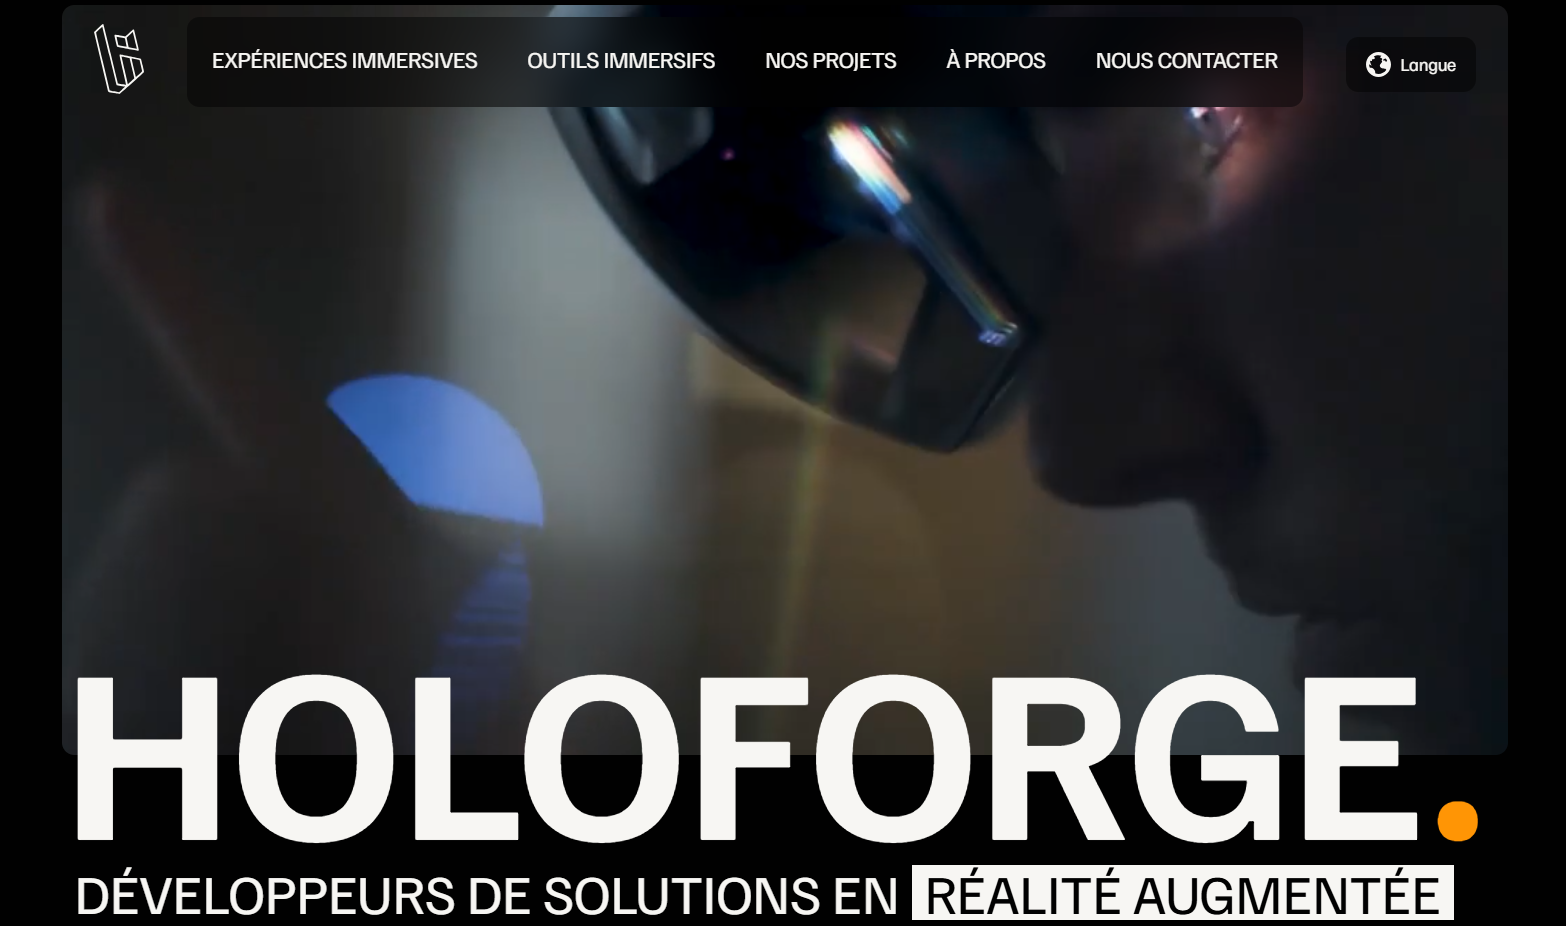 EXPÉRIENCES IMMERSIVES OUTILS IMMERSIFS NOS PROJETS À PROPOS NOUS CONTACTER Langue
HOLOFORGE.
DÉVELOPPEURS DE SOLUTIONS EN RÉALITÉ AUGMENTÉE